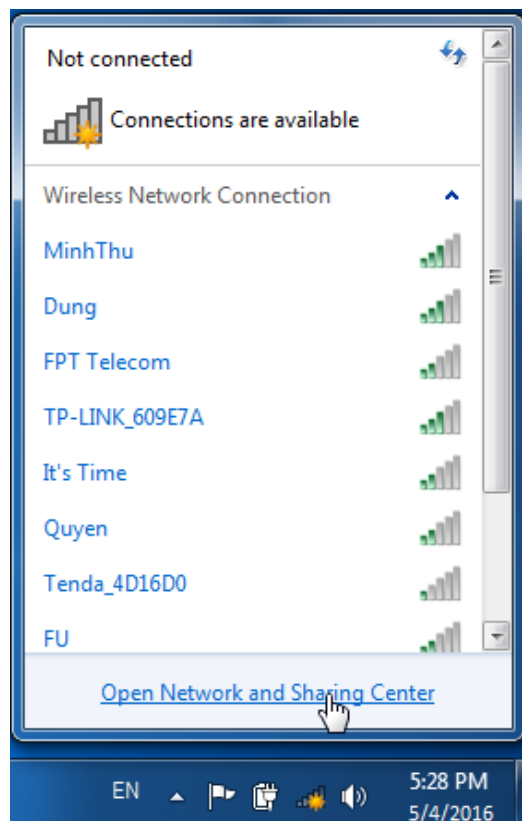 Not connected
Connections are available
Wireless Network Connection
MinhThu
Dung
FPT Telecom
TP-LINK_609E7A
It's Time
Quyen
Tenda_4D16D0
FU
Open Network and Sharing Center
EN
5:28 PM
5/4/2016